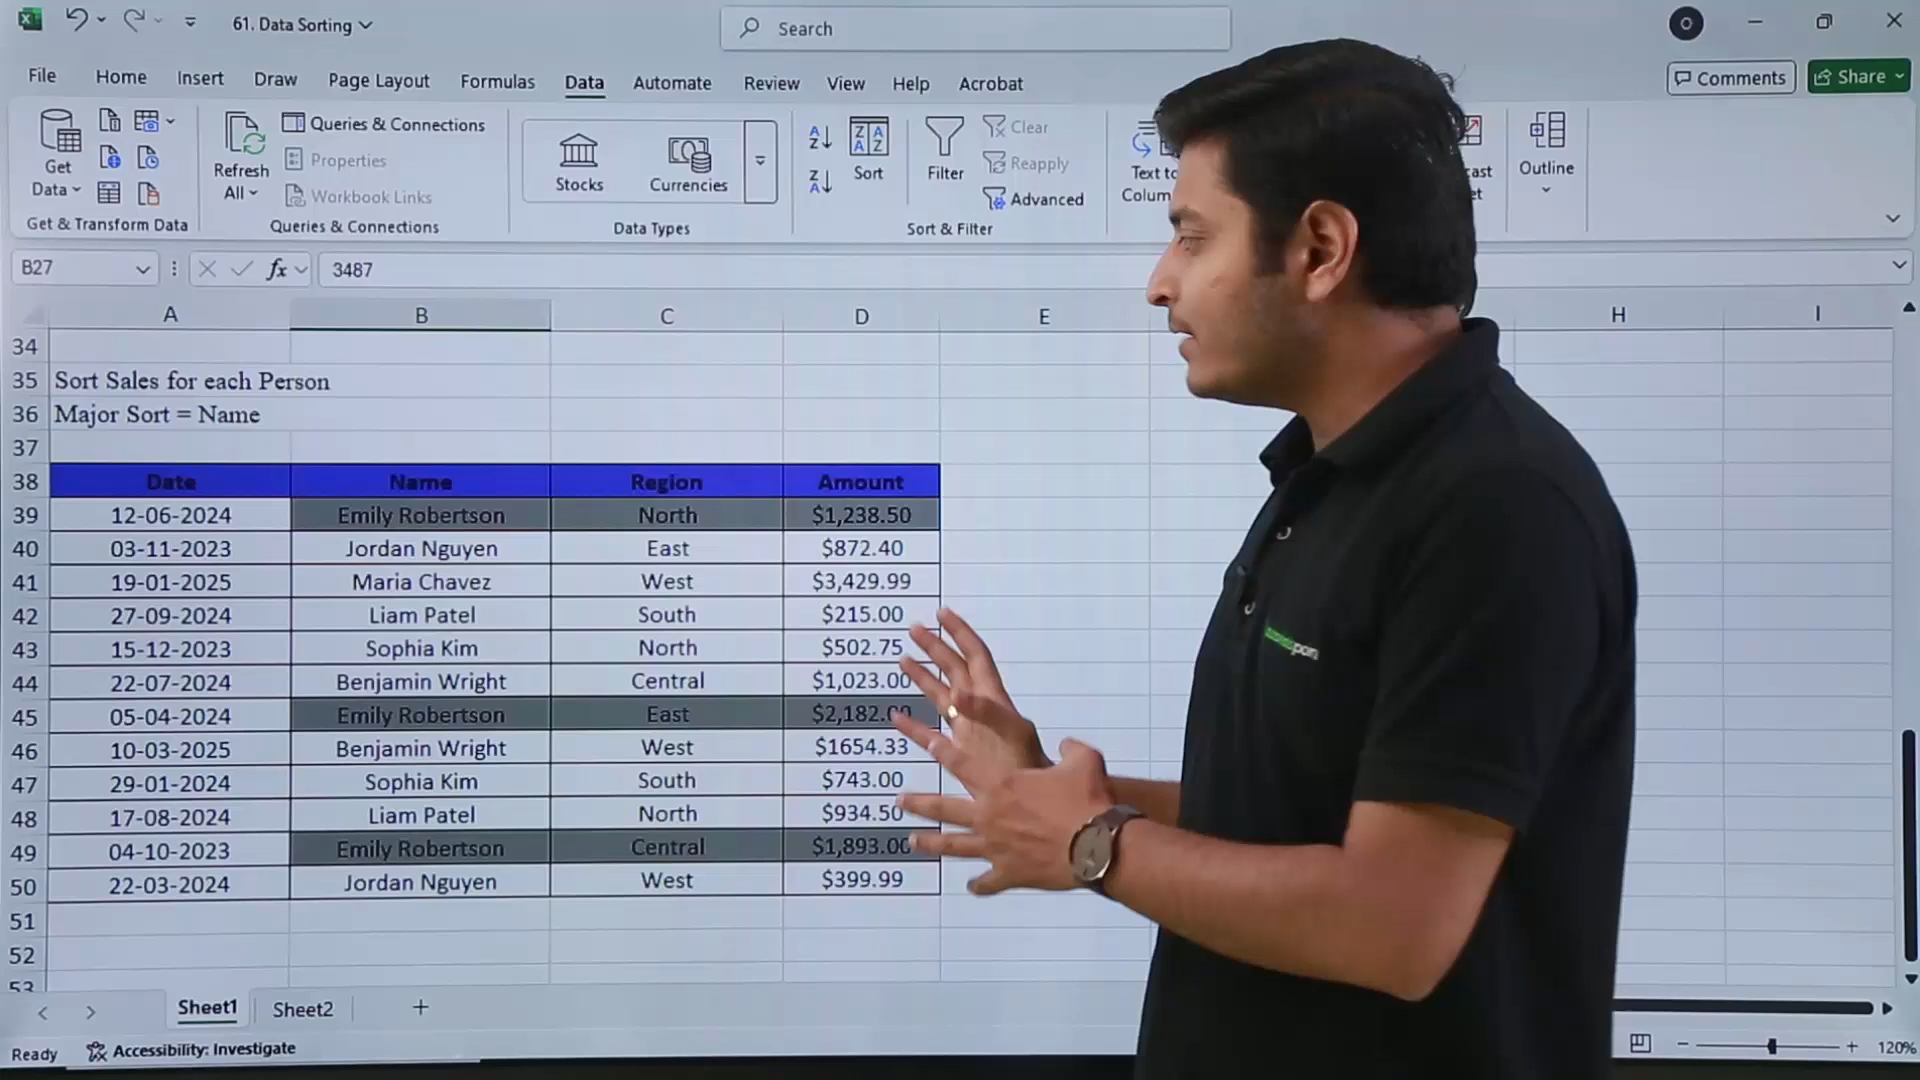 61. Data Sorting
Search
File Home Insert Draw Page Layout Formulas Data Automate Review View Help Acrobat
Comments Share
Get Data
Refresh All
Queries & Connections
Properties
Workbook Links
Stocks
Currencies
Sort
Filter
Clear
Reapply
Advanced
Outline
Get & Transform Data
Queries & Connections
Data Types
Sort & Filter
B27 fx 3487
A B C D E H I
34
35 Sort Sales for each Person
36 Major Sort = Name
37
38 Date Name Region Amount
39 12-06-2024 Emily Robertson North $1,238.50
40 03-11-2023 Jordan Nguyen East $872.40
41 19-01-2025 Maria Chavez West $3,429.99
42 27-09-2024 Liam Patel South $215.00
43 15-12-2023 Sophia Kim North $502.75
44 22-07-2024 Benjamin Wright Central $1,023.00
45 05-04-2024 Emily Robertson East $2,182.00
46 10-03-2025 Benjamin Wright West $1654.33
47 29-01-2024 Sophia Kim South $743.00
48 17-08-2024 Liam Patel North $934.50
49 04-10-2023 Emily Robertson Central $1,893.00
50 22-03-2024 Jordan Nguyen West $399.99
51
52
53
Sheet1 Sheet2
Ready Accessibility: Investigate 120%